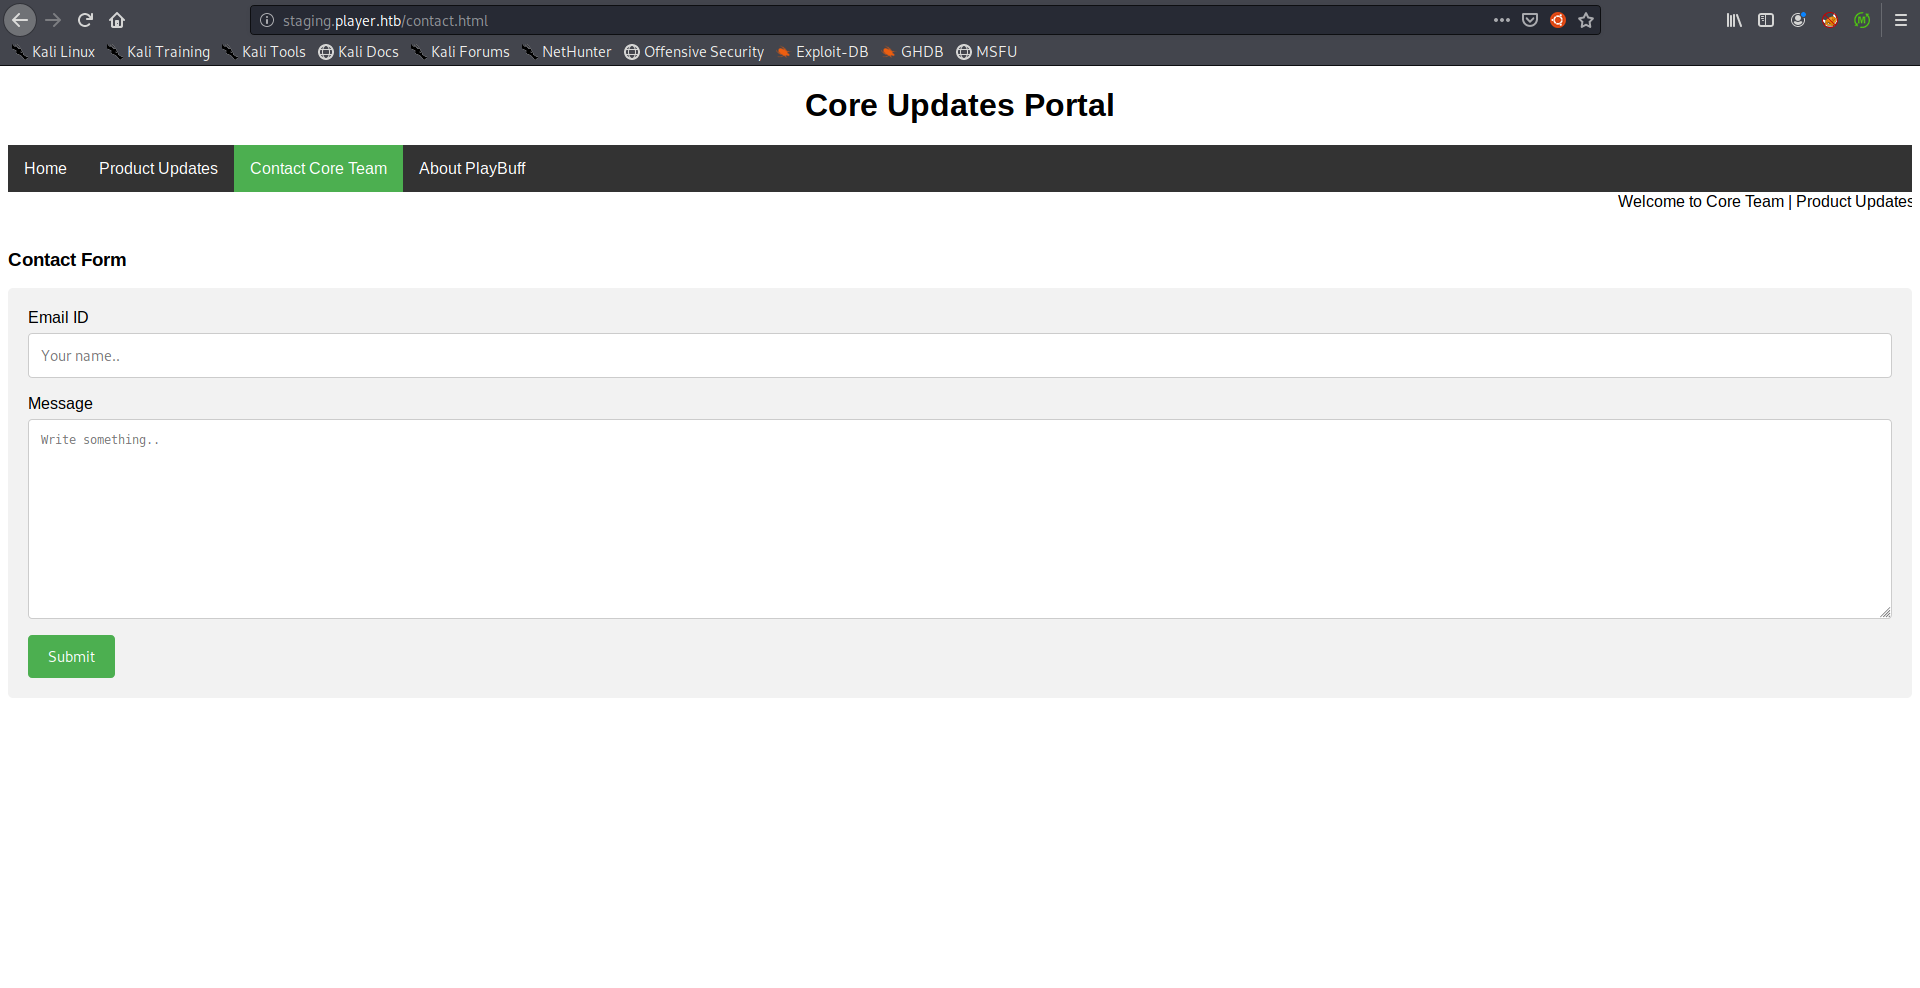 staging.player.htb/contact.html
Kali Linux Kali Training Kali Tools Kali Docs Kali Forums NetHunter Offensive Security Exploit-DB GHDB MSFU
Core Updates Portal
Home Product Updates Contact Core Team About PlayBuff
Welcome to Core Team | Product Updates
Contact Form
Email ID
Your name..
Message
Write something..
Submit